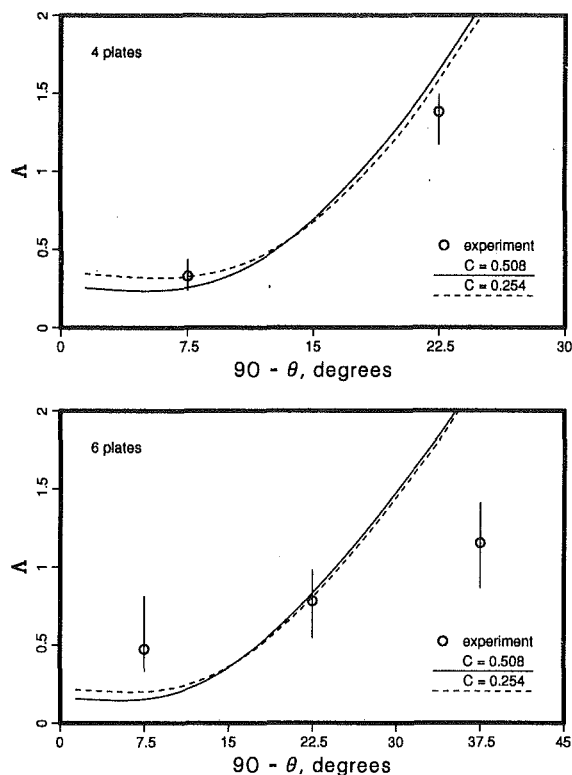 4 plates
2
1.5
1
0.5
0
Λ
experiment
C = 0.508
C = 0.254
0
7.5
15
22.5
30
90 - θ, degrees
6 plates
2
1.5
1
0.5
0
Λ
experiment
C = 0.508
C = 0.254
0
7.5
15
22.5
30
37.5
45
90 - θ, degrees